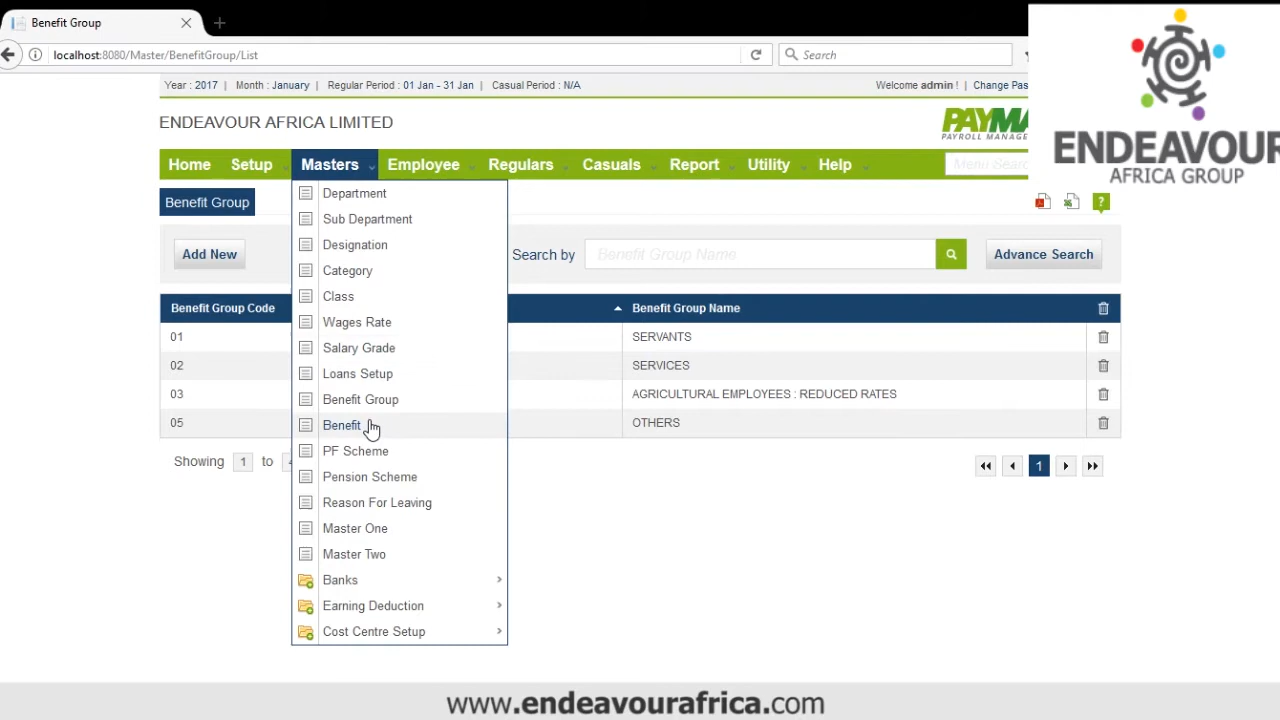 Benefit Group
localhost:8080/Master/BenefitGroup/List
Search
Year : 2017 Month : January Regular Period : 01 Jan - 31 Jan Casual Period : N/A
Welcome admin ! Change Pas
ENDEAVOUR AFRICA LIMITED
PAYMA
PAYROLL MANAGE
ENDEAVOUR
AFRICA GROUP
Home Setup Masters Employee Regulars Casuals Report Utility Help Menu Search
Benefit Group
?
Add New
Search by Benefit Group Name Advance Search
Department
Sub Department
Designation
Category
Class
Wages Rate
Salary Grade
Loans Setup
Benefit Group
Benefit
PF Scheme
Pension Scheme
Reason For Leaving
Master One
Master Two
Banks
Earning Deduction
Cost Centre Setup
Benefit Group Code Benefit Group Name
01 SERVANTS
02 SERVICES
03 AGRICULTURAL EMPLOYEES : REDUCED RATES
05 OTHERS
Showing 1 to
1
www.endeavourafrica.com